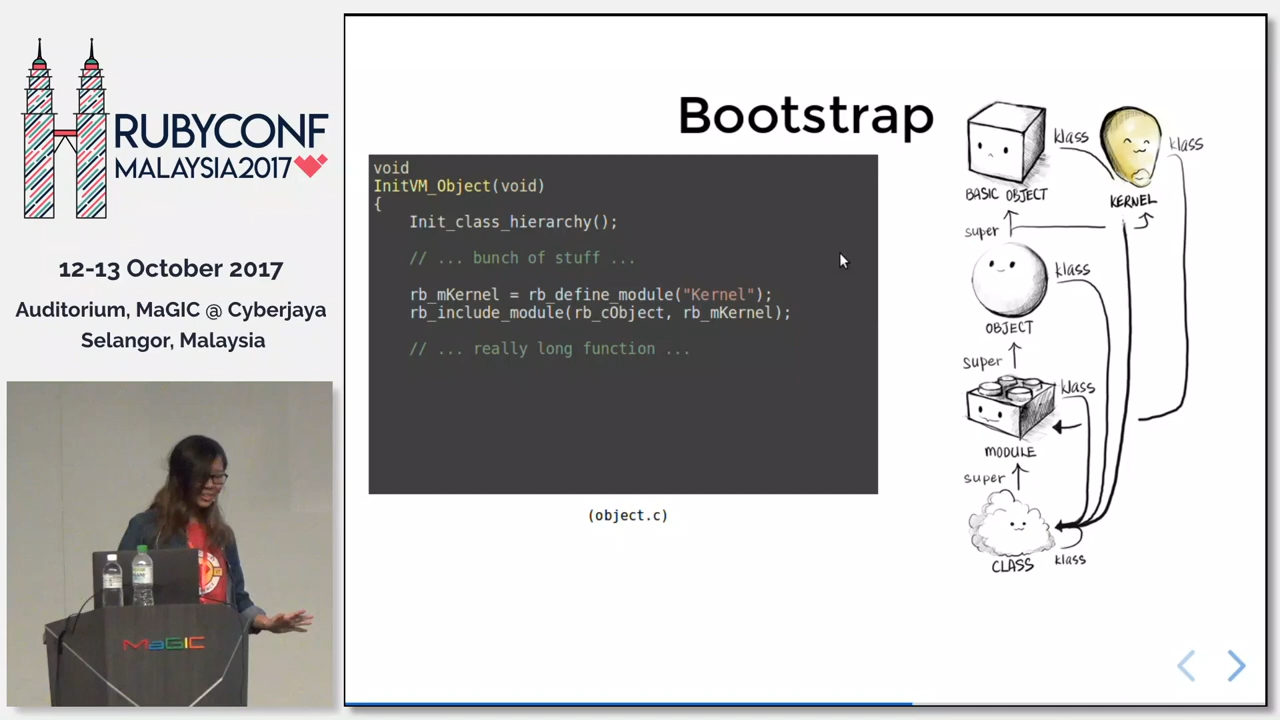 RUBYCONF
MALAYSIA2017
12-13 October 2017
Auditorium, MaGIC @ Cyberjaya
Selangor, Malaysia
MaGIC
Bootstrap
void
InitVM_Object(void)
{
Init_class_hierarchy();
// ... bunch of stuff ...
rb_mKernel = rb_define_module("Kernel");
rb_include_module(rb_cObject, rb_mKernel);
// ... really long function ...
(object.c)
klass
klass
BASIC OBJECT
KERNEL
super
klass
OBJECT
super
klass
MODULE
super
CLASS
klass